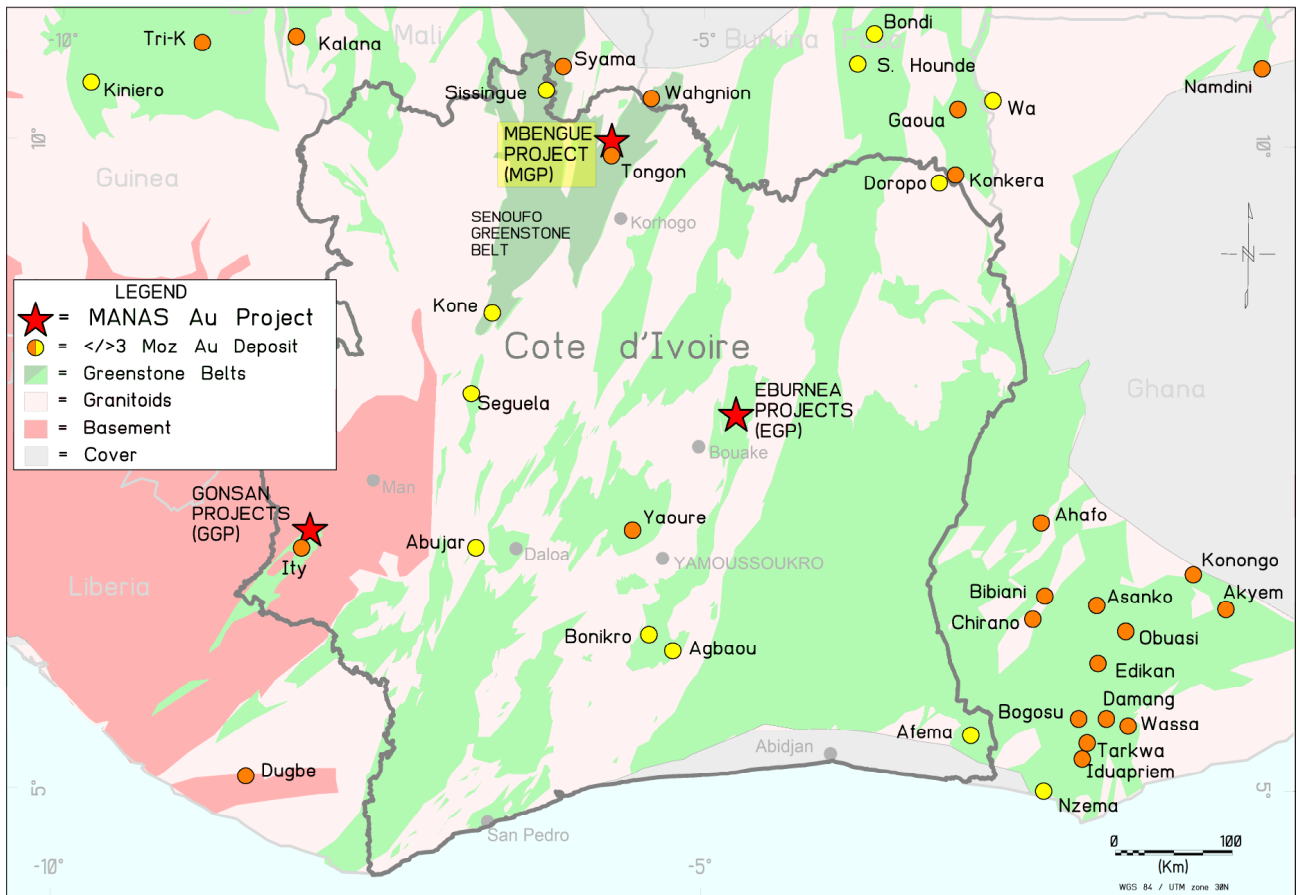 -10°
Mali
-5°
Burkina Faso
Bondi
Tri-K
Kalana
Syama
S. Hounde
Kiniero
Sissingue
Wahgnion
Namdini
Gaoua
Wa
10°
MBENGUE
PROJECT
(MGP)
10°
Guinea
Tongon
Doropo
Konkera
SENOUFO
GREENSTONE
BELT
Korhogo
N
LEGEND
= MANAS Au Project
= </>3 Moz Au Deposit
= Greenstone Belts
= Granitoids
= Basement
= Cover
Kone
Cote d'Ivoire
Ghana
Seguela
EBURNEA
PROJECTS
(EGP)
Bouake
Man
GONSAN
PROJECTS
(GGP)
Yaoure
Ahafo
Abujar
Daloa
YAMOUSSOUKRO
Ity
Liberia
Konongo
Bibiani
Asanko
Akyem
Chirano
Obuasi
Bonikro
Agbaou
Edikan
Damang
Bogosu
Wassa
Afema
Abidjan
Tarkwa
Iduapriem
Dugbe
5°
5°
Nzema
San Pedro
0 100
(Km)
-10°
-5°
WGS 84 / UTM zone 30N